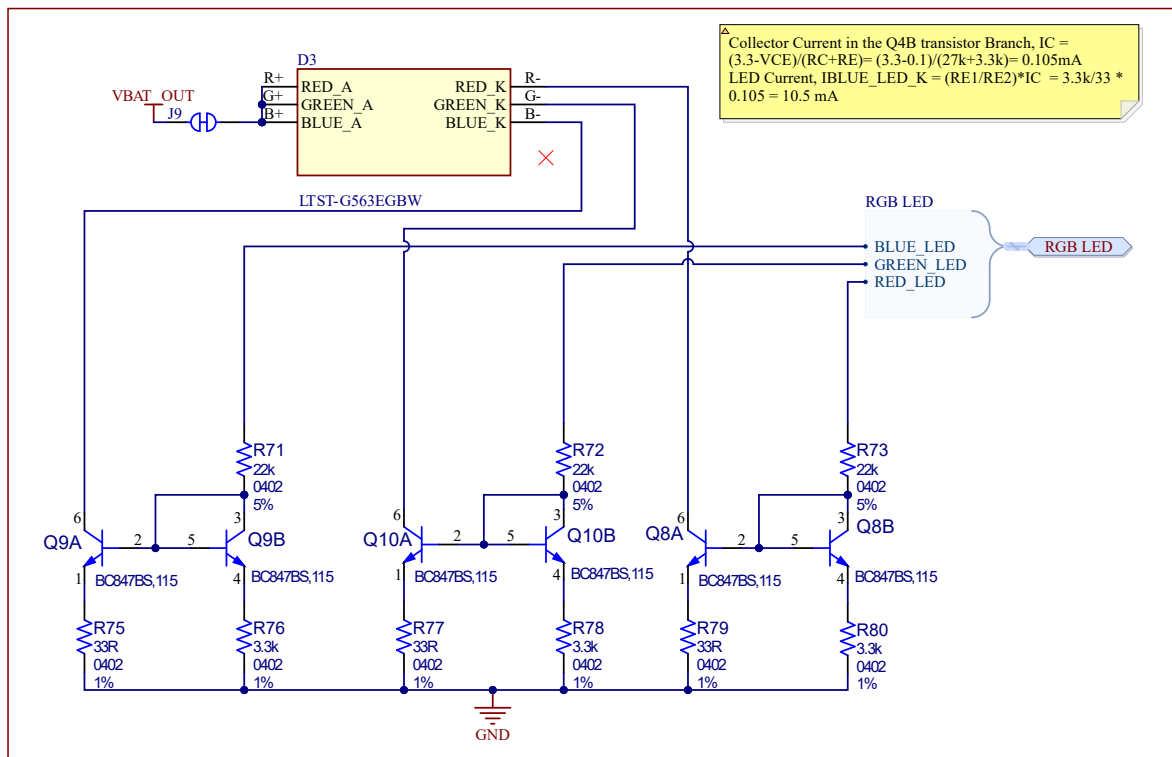 Collector Current in the Q4B transistor Branch, IC =
(3.3-VCE)/(RC+RE)= (3.3-0.1)/(27k+3.3k)= 0.105mA
LED Current, IBLUE_LED_K = (RE1/RE2)*IC = 3.3k/33 *
0.105 = 10.5 mA
D3
R+
RED_A
RED_K
R-
G+
GREEN_A
GREEN_K
G-
B+
BLUE_A
BLUE_K
B-
VBAT_OUT
J9
LTST-G563EGBW
RGB LED
BLUE_LED
GREEN_LED
RED_LED
RGB LED
R71
22k
0402
5%
R72
22k
0402
5%
R73
22k
0402
5%
6
Q9A
2
1
BC847BS,115
3
5
Q9B
4
BC847BS,115
6
Q10A
2
1
BC847BS,115
3
5
Q10B
4
BC847BS,115
6
Q8A
2
1
BC847BS,115
3
5
Q8B
4
BC847BS,115
R75
33R
0402
1%
R76
3.3k
0402
1%
R77
33R
0402
1%
R78
3.3k
0402
1%
R79
33R
0402
1%
R80
3.3k
0402
1%
GND